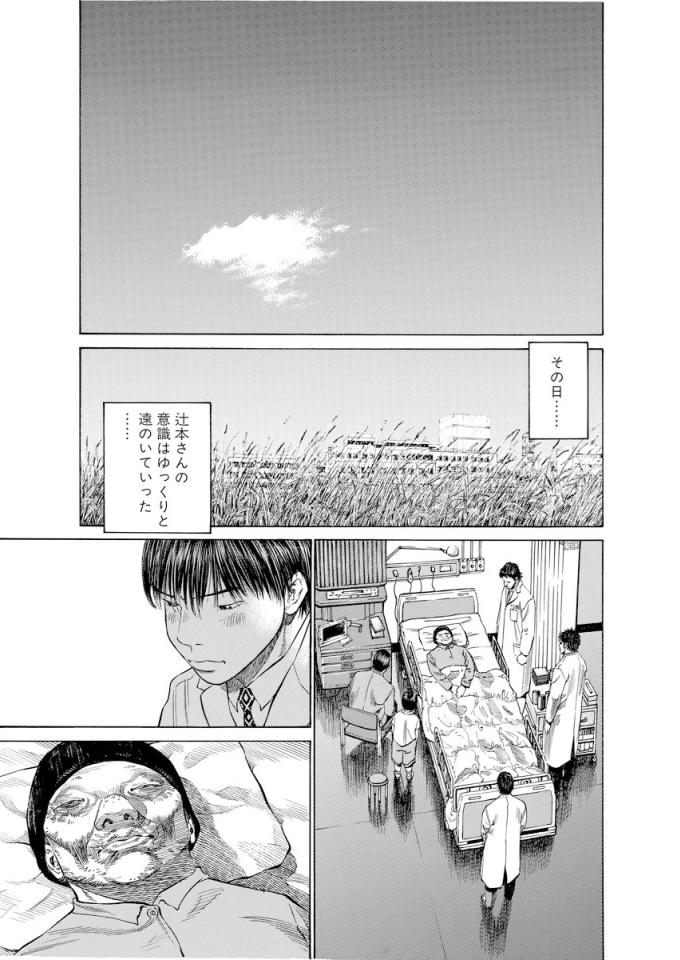 その日……
辻本さんの
意識はゆっくりと
遠のいていった
……